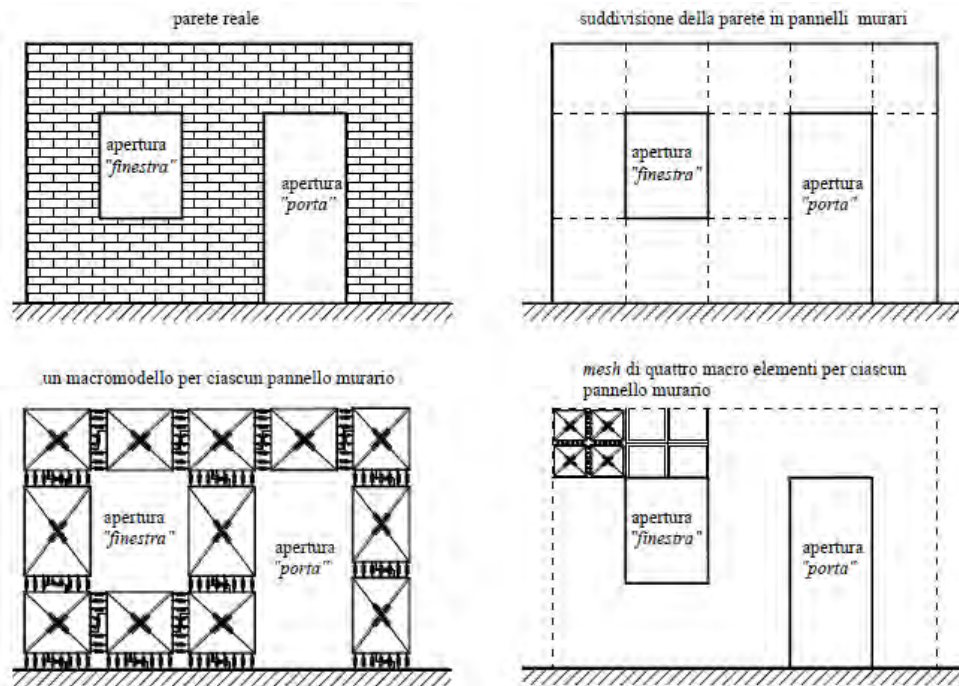 parete reale
suddivisione della parete in pannelli murari
apertura
"finestra"
apertura
"porta"
apertura
"finestra"
apertura
"porta"
un macromodello per ciascun pannello murario
mesh di quattro macro elementi per ciascun
pannello murario
apertura
"finestra"
apertura
"porta"
apertura
"finestra"
apertura
"porta"